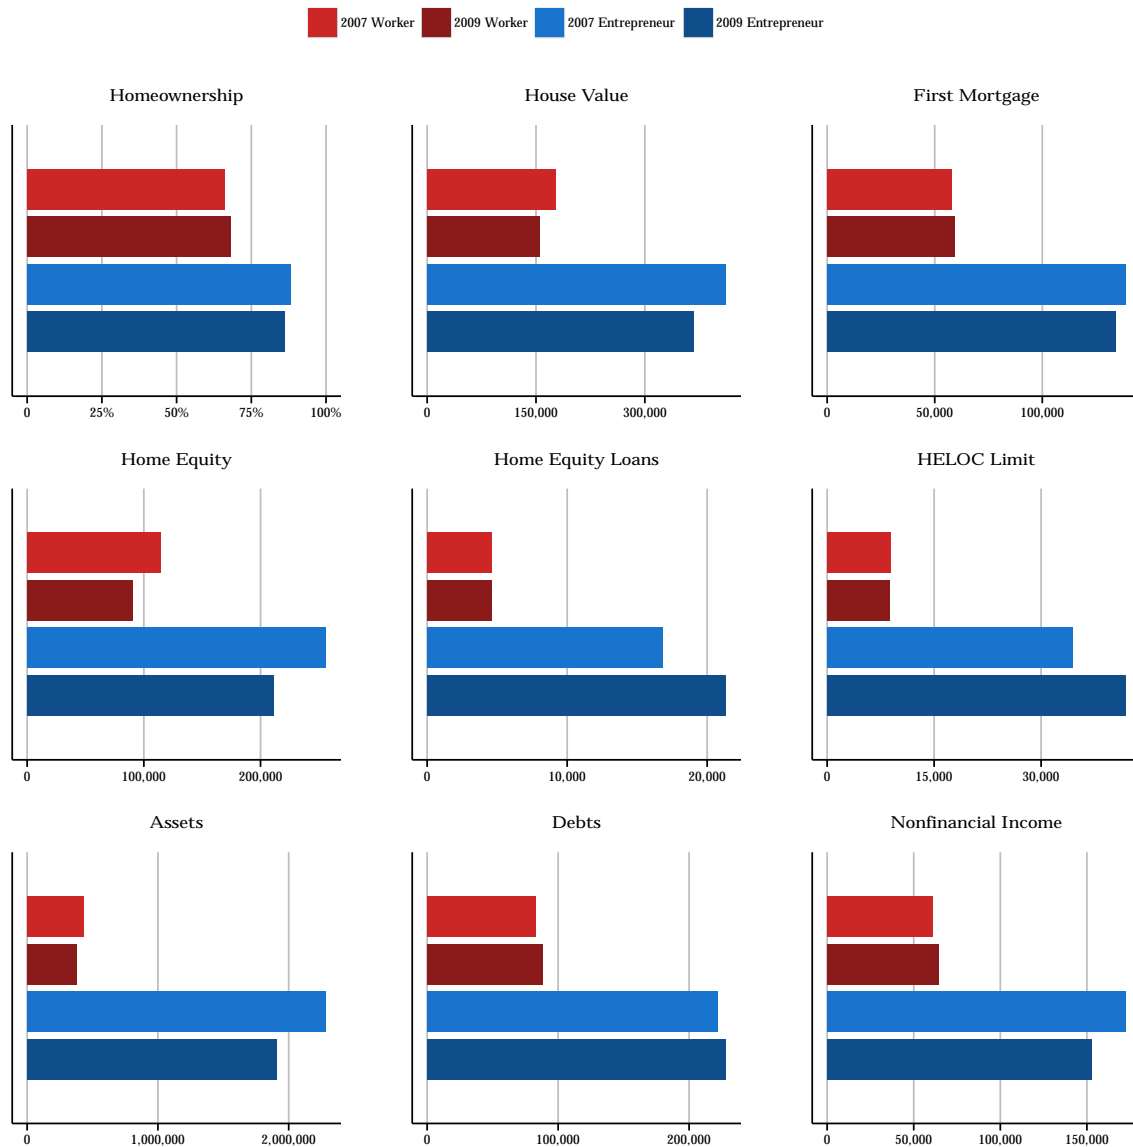 2007 Worker 2009 Worker 2007 Entrepreneur 2009 Entrepreneur
Homeownership House Value First Mortgage
0 25% 50% 75% 100% 0 150,000 300,000 0 50,000 100,000
Home Equity Home Equity Loans HELOC Limit
0 100,000 200,000 0 10,000 20,000 0 15,000 30,000
Assets Debts Nonfinancial Income
0 1,000,000 2,000,000 0 100,000 200,000 0 50,000 100,000 150,000